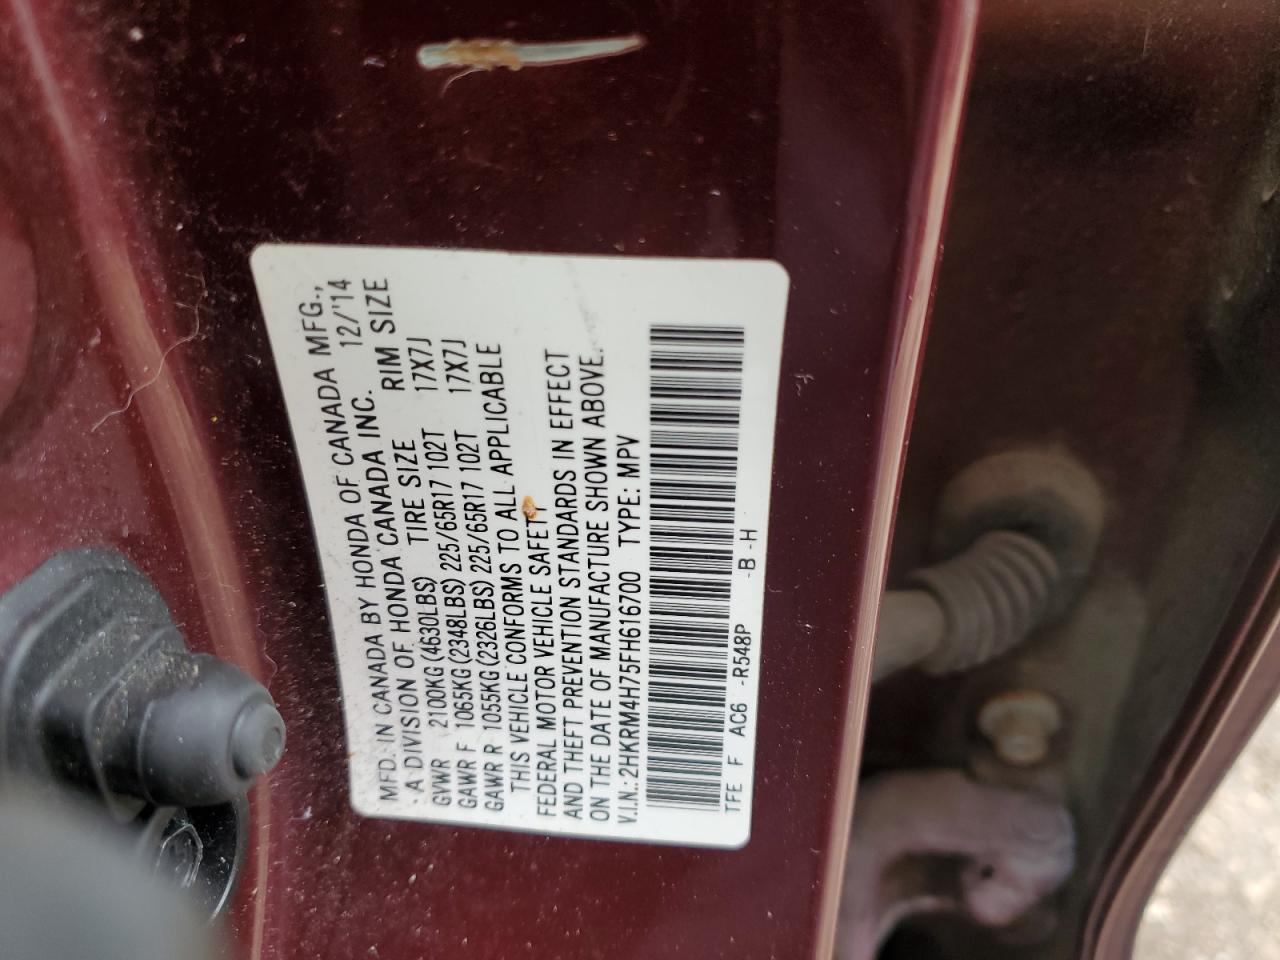 MFD. IN CANADA BY HONDA OF CANADA MFG.,
A DIVISION OF HONDA CANADA INC. 12/'14
TIRE SIZE RIM SIZE
GVWR 2100KG (4630LBS)
GAWR F 1065KG (2348LBS) 225/65R17 102T 17X7J
GAWR R 1055KG (2326LBS) 225/65R17 102T 17X7J
THIS VEHICLE CONFORMS TO ALL APPLICABLE
FEDERAL MOTOR VEHICLE SAFETY
AND THEFT PREVENTION STANDARDS IN EFFECT
ON THE DATE OF MANUFACTURE SHOWN ABOVE.
V.I.N.:2HKRM4H75FH616700 TYPE: MPV
TFE F AC6 -R548P -B - H